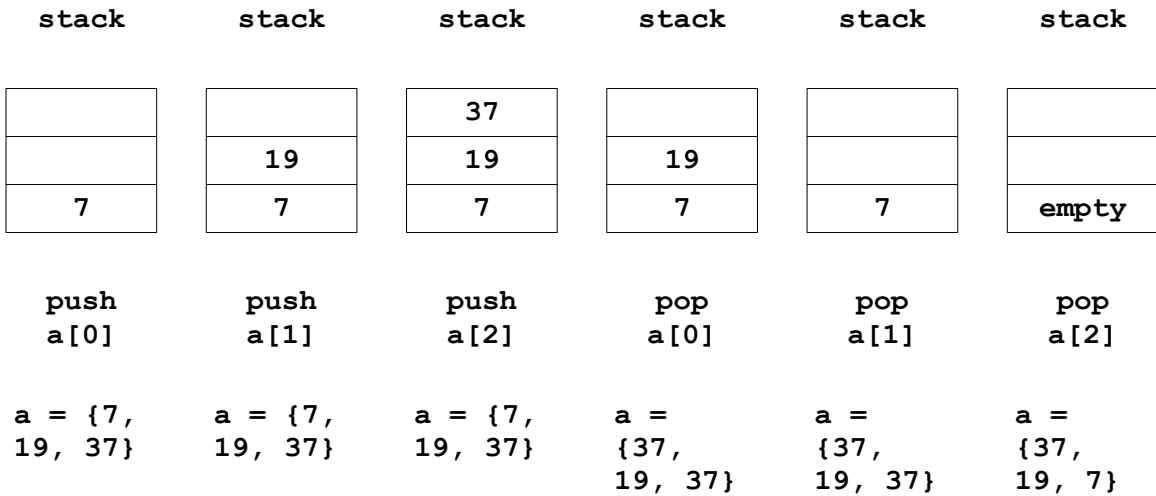 stack stack stack stack stack stack
37
19 19 19
7 7 7 7 7 empty
push push push pop pop pop
a[0] a[1] a[2] a[0] a[1] a[2]
a = {7, a = {7, a = {7, a = a = a =
19, 37} 19, 37} 19, 37} {37, {37, {37,
19, 37} 19, 37} 19, 7}